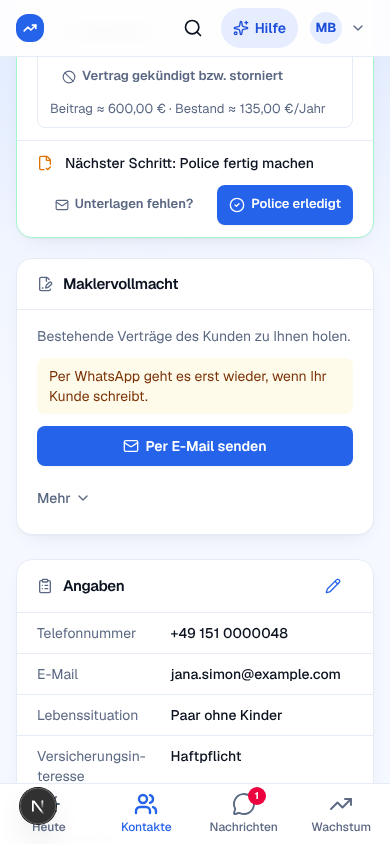 Hilfe
MB
Vertrag gekündigt bzw. storniert
Beitrag ≈ 600,00 € · Bestand ≈ 135,00 €/Jahr
Nächster Schritt: Police fertig machen
Unterlagen fehlen?
Police erledigt
Maklervollmacht
Bestehende Verträge des Kunden zu Ihnen holen.
Per WhatsApp geht es erst wieder, wenn Ihr
Kunde schreibt.
Per E-Mail senden
Mehr
Angaben
Telefonnummer +49 151 0000048
E-Mail jana.simon@example.com
Lebenssituation Paar ohne Kinder
Versicherungsin- Haftpflicht
teresse
N
1
Heute Kontakte Nachrichten Wachstum